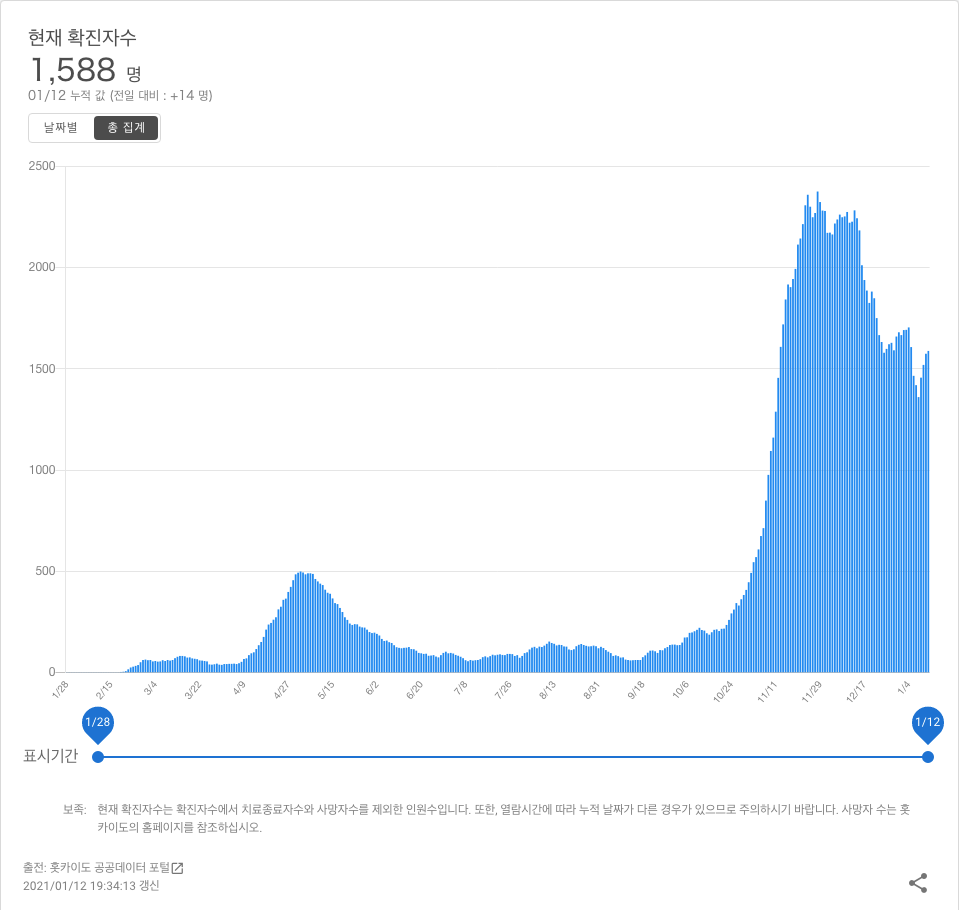 현재 확진자수
1,588 명
01/12 누적 값 (전일 대비 : +14 명)
날짜별 총 집계
2500
2000
1500
1000
500
0
1/28 2/15 3/4 3/22 4/9 4/27 5/15 6/2 6/20 7/8 7/26 8/13 8/31 9/18 10/6 10/24 11/11 11/29 12/17 1/4
1/28 1/12
표시기간
보족: 현재 확진자수는 확진자수에서 치료종료자수와 사망자수를 제외한 인원수입니다. 또한, 열람시간에 따라 누적 날짜가 다른 경우가 있으므로 주의하시기 바랍니다. 사망자 수는 홋
카이도의 홈페이지를 참조하십시오.
출전: 홋카이도 공공데이터 포털
2021/01/12 19:34:13 갱신